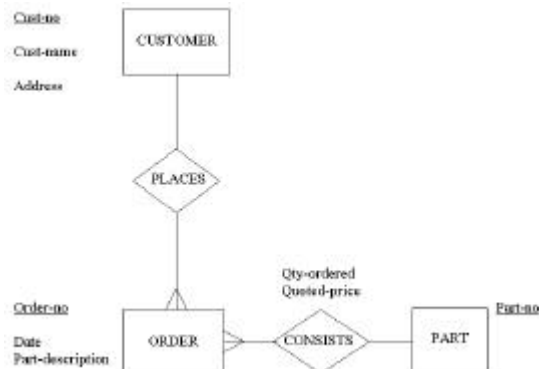 Cust-no
CUSTOMER
Cust-name
Address
PLACES
Qty-ordered
Quoted-price
Order-no
Part-no
ORDER
CONSISTS
PART
Date
Part-description